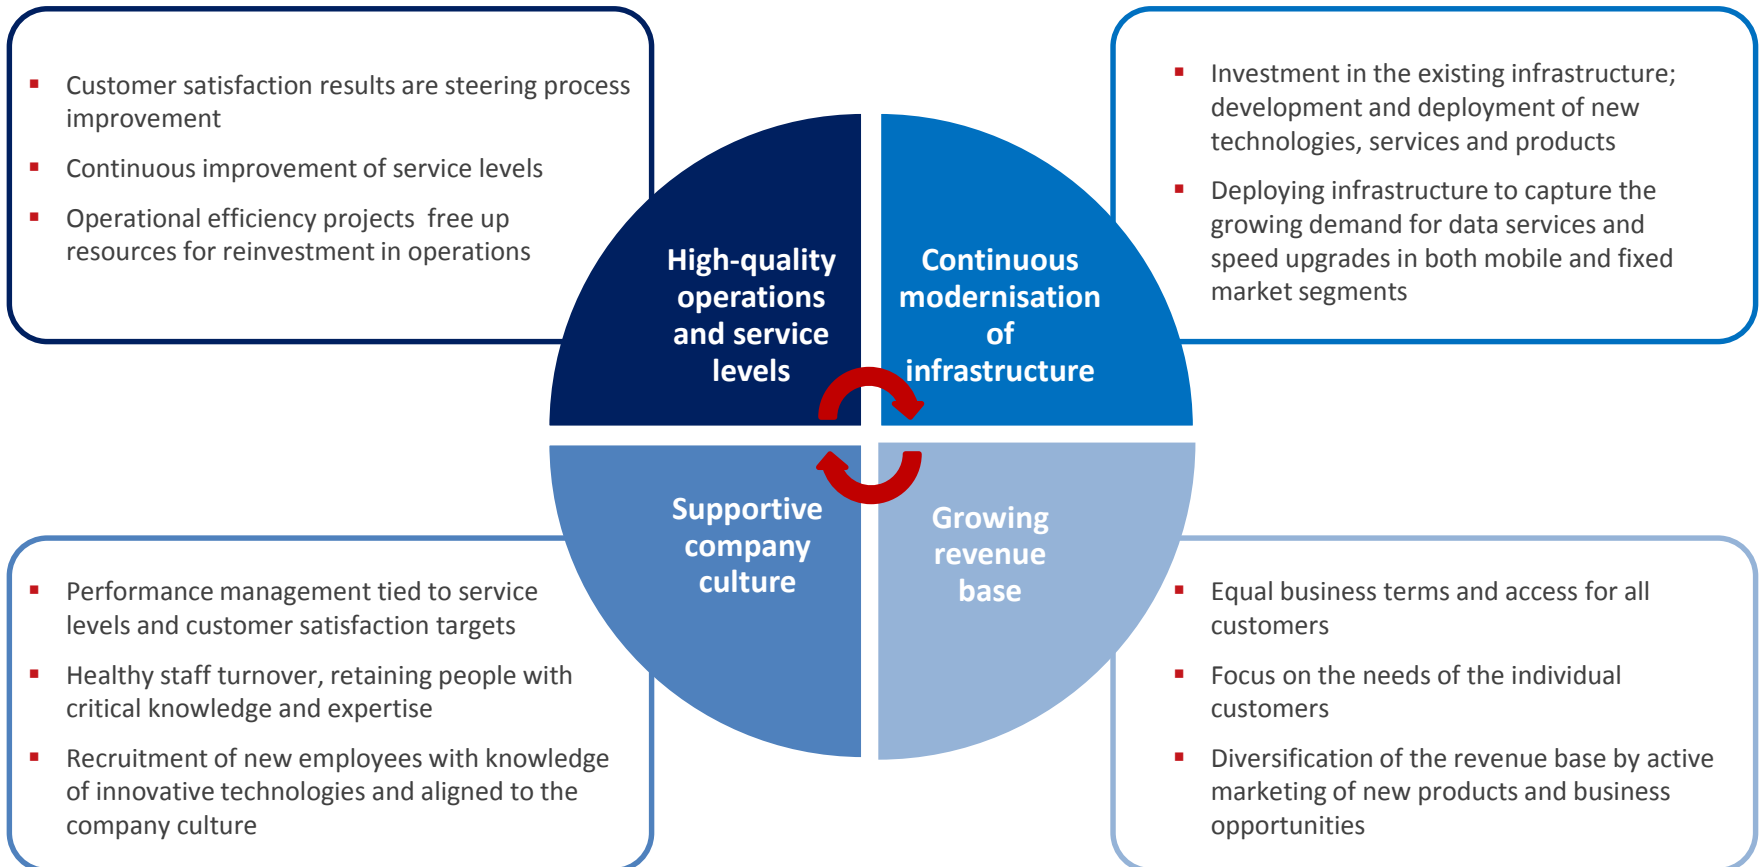 Customer satisfaction results are steering process
improvement
Continuous improvement of service levels
Operational efficiency projects  free up
resources for reinvestment in operations
Investment in the existing infrastructure;
development and deployment of new
technologies, services and products
Deploying infrastructure to capture the
growing demand for data services and
speed upgrades in both mobile and fixed
market segments
High-quality
operations
and service
levels
Continuous
modernisation
of
infrastructure
Supportive
company
culture
Growing
revenue
base
Performance management tied to service
levels and customer satisfaction targets
Healthy staff turnover, retaining people with
critical knowledge and expertise
Recruitment of new employees with knowledge
of innovative technologies and aligned to the
company culture
Equal business terms and access for all
customers
Focus on the needs of the individual
customers
Diversification of the revenue base by active
marketing of new products and business
opportunities